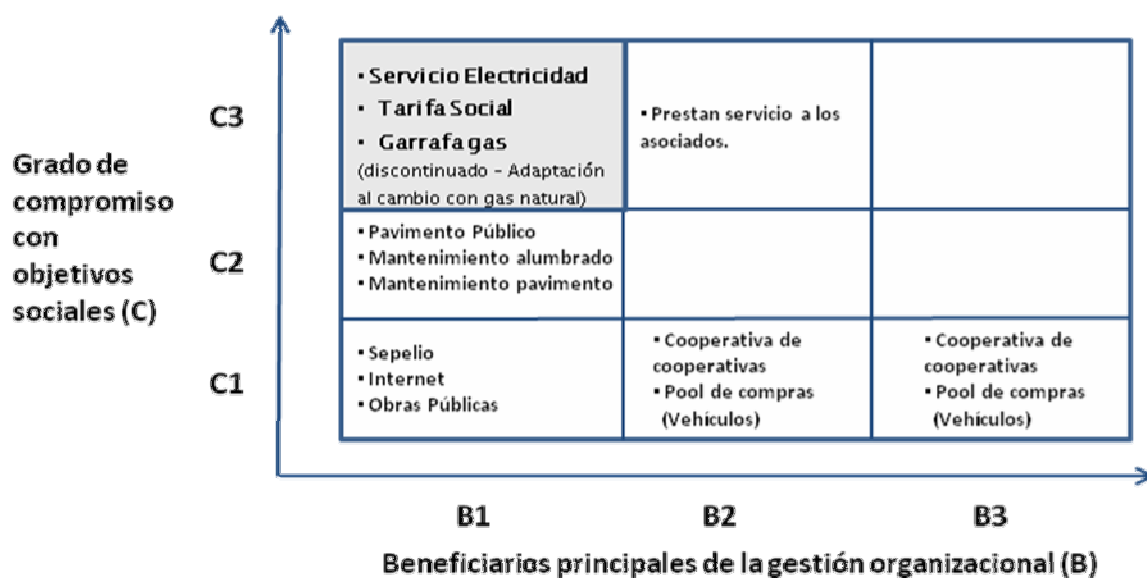 Grado de
compromiso
con
objetivos
sociales (C)
C3
▪ Servicio Electricidad
▪ Tarifa Social
▪ Garrafa gas
(discontinuado – Adaptación
al cambio con gas natural)
▪ Prestan servicio a los
asociados.
C2
▪ Pavimento Público
▪ Mantenimiento alumbrado
▪ Mantenimiento pavimento
C1
▪ Sepelio
▪ Internet
▪ Obras Públicas
▪ Cooperativa de
cooperativas
▪ Pool de compras
(Vehículos)
▪ Cooperativa de
cooperativas
▪ Pool de compras
(Vehículos)
B1
B2
B3
Beneficiarios principales de la gestión organizacional (B)